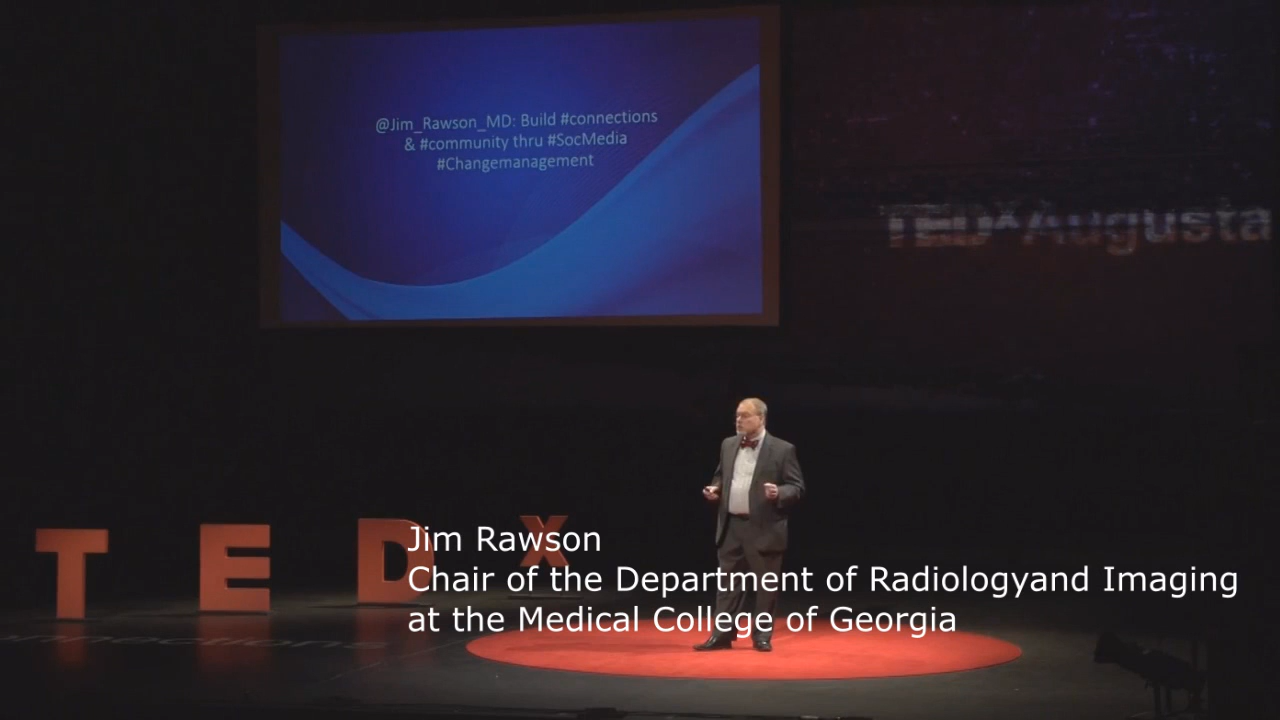 @Jim_Rawson_MD: Build #connections
& #community thru #SocMedia
#Changemanagement
TEDxAugusta
TEDx
Jim Rawson
Chair of the Department of Radiologyand Imaging
at the Medical College of Georgia